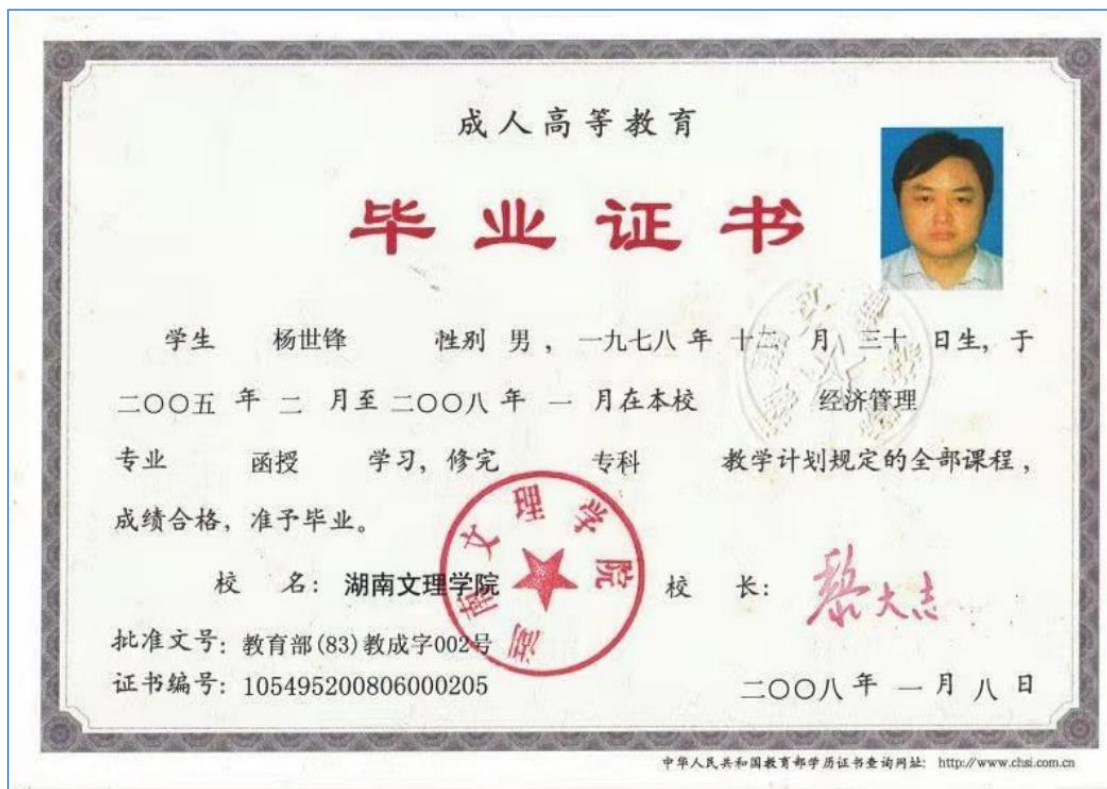 成人高等教育
毕业证书
学生 杨世锋 性别 男，一九七八 年 十二 月 三十 日生，于
二〇〇五 年 二 月至 二〇〇八 年 一 月在本校 经济管理
专业 函授 学习，修完 专科 教学计划规定的全部课程，
成绩合格，准予毕业。
校 名：湖南文理学院 校 长：黎大志
湖南文理学院
批准文号：教育部(83)教成字002号
证书编号：105495200806000205 二〇〇八 年 一 月 八 日
中华人民共和国教育部学历证书查询网址：http://www.chsi.com.cn